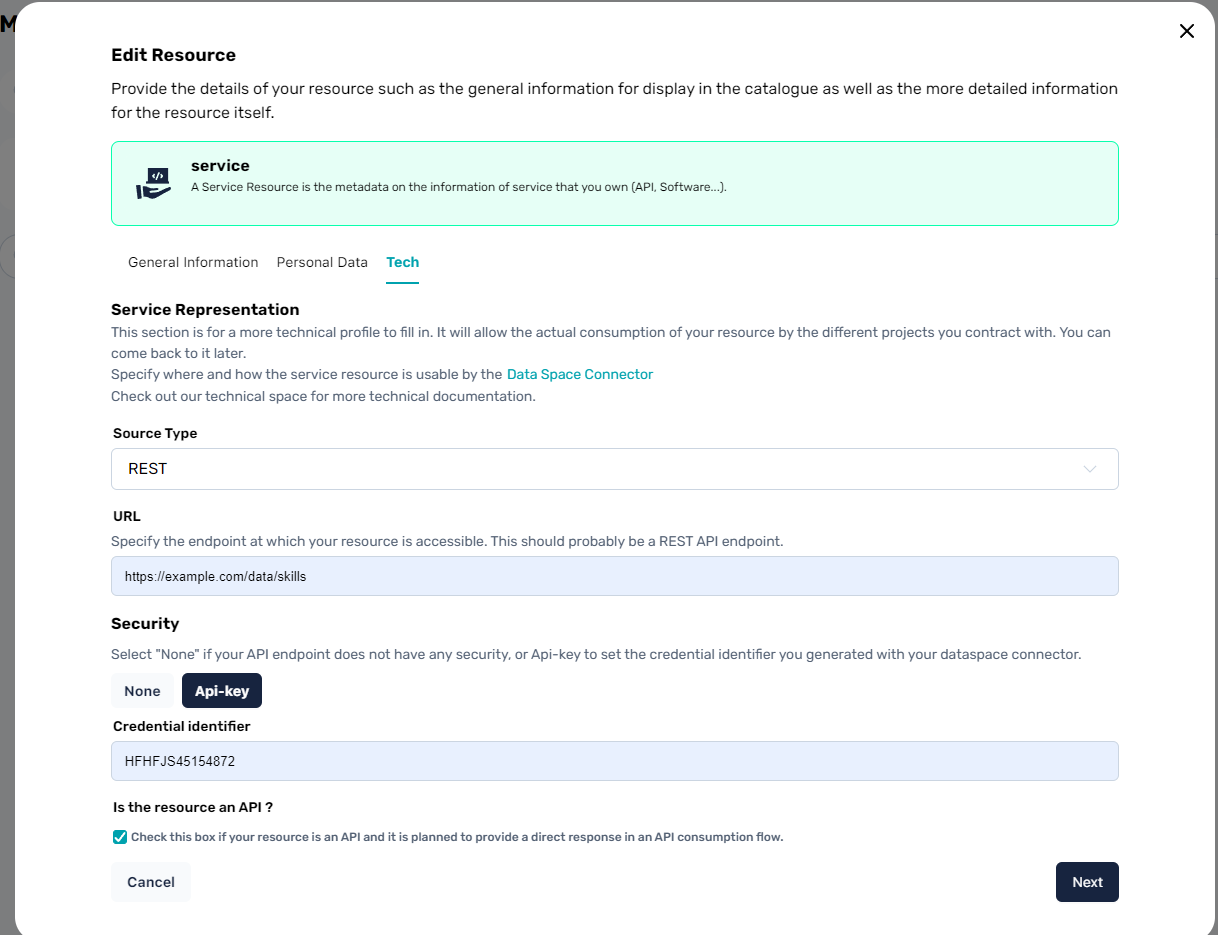 M
Edit Resource
Provide the details of your resource such as the general information for display in the catalogue as well as the more detailed information
for the resource itself.
</>
service
A Service Resource is the metadata on the information of service that you own (API, Software...).
General Information Personal Data Tech
Service Representation
This section is for a more technical profile to fill in. It will allow the actual consumption of your resource by the different projects you contract with. You can
come back to it later.
Specify where and how the service resource is usable by the Data Space Connector
Check out our technical space for more technical documentation.
Source Type
REST
URL
Specify the endpoint at which your resource is accessible. This should probably be a REST API endpoint.
https://example.com/data/skills
Security
Select "None" if your API endpoint does not have any security, or Api-key to set the credential identifier you generated with your dataspace connector.
None Api-key
Credential identifier
HFHFJS45154872
Is the resource an API ?
Check this box if your resource is an API and it is planned to provide a direct response in an API consumption flow.
Cancel Next